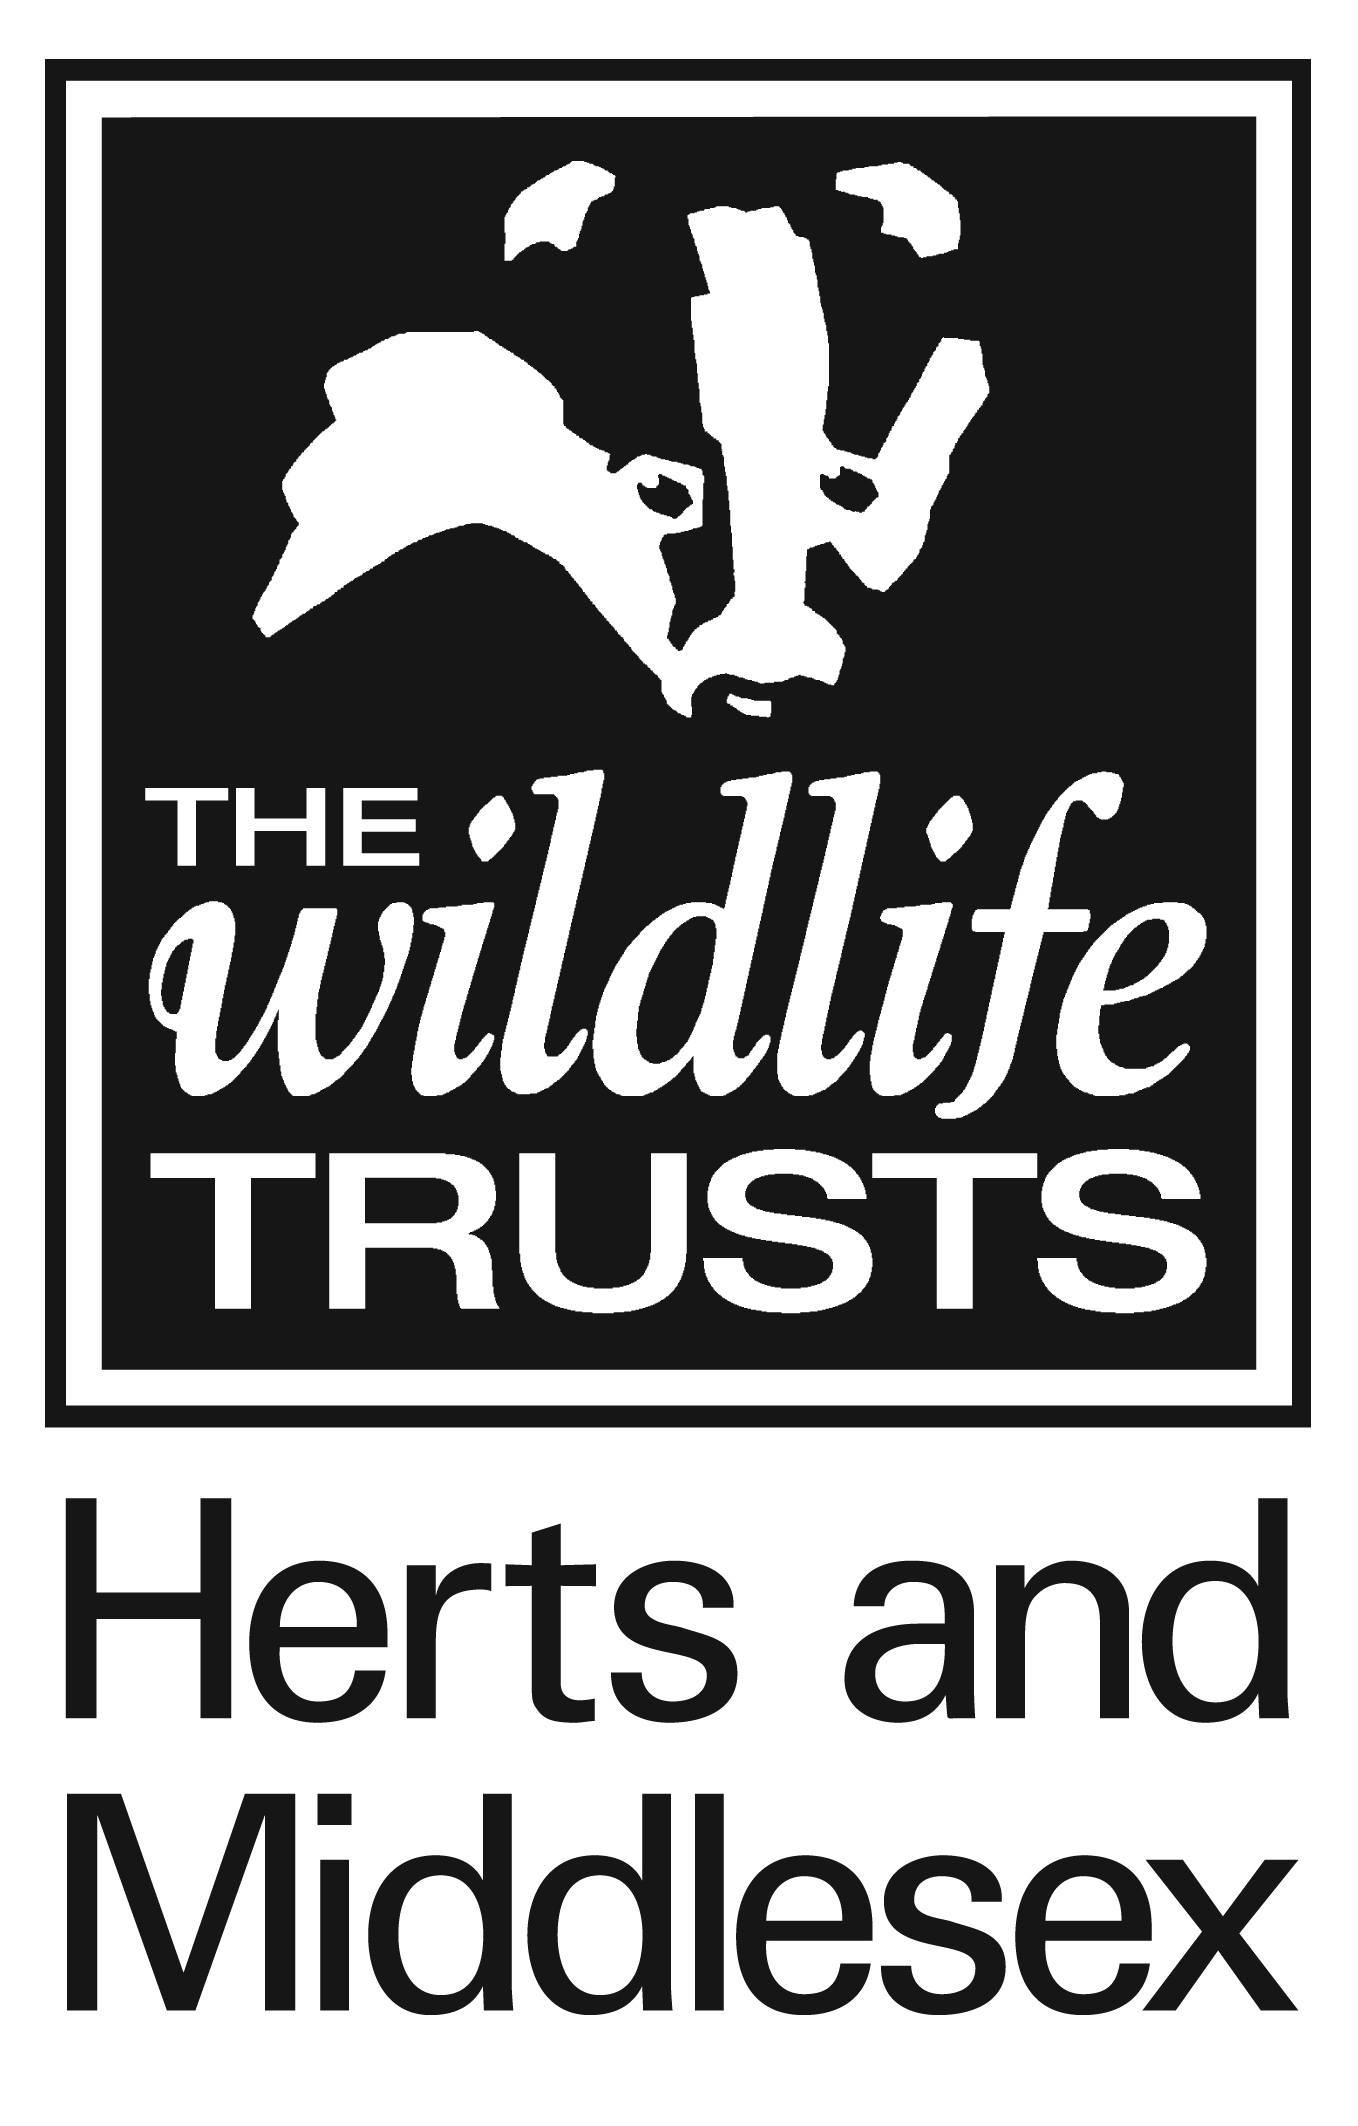 THE
wildlife
TRUSTS
Herts and
Middlesex